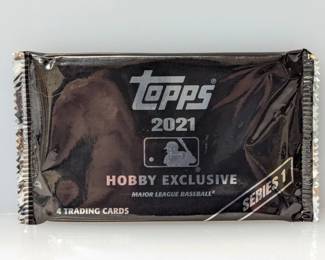 Topps®
2021
HOBBY EXCLUSIVE
MAJOR LEAGUE BASEBALL®
SERIES 1
4 TRADING CARDS